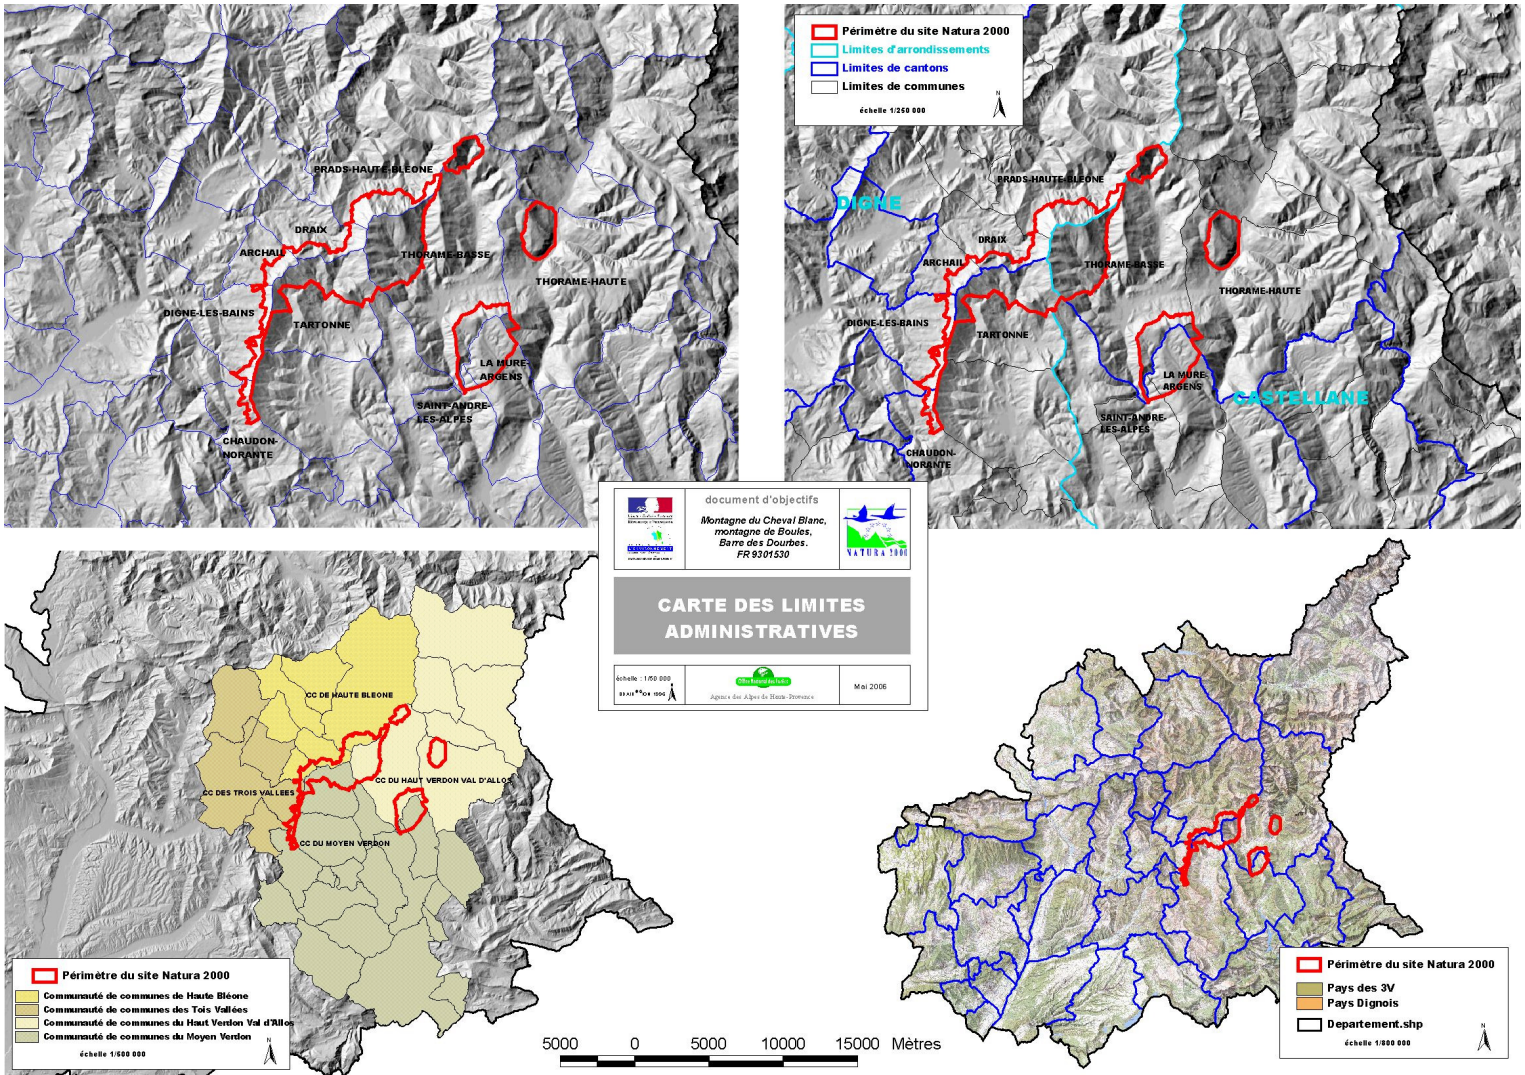 PRADS-HAUTE-BLEONE
DRAIX
ARCHAIL
THORAME-BASSE
THORAME-HAUTE
DIGNE-LES-BAINS
TARTONNE
LA MURE-
ARGENS
SAINT-ANDRE-
LES-ALPES
CHAUDON-
NORANTE
Périmètre du site Natura 2000
Limites d'arrondissements
Limites de cantons
Limites de communes
échelle 1/250 000
N
PRADS-HAUTE-BLEONE
DIGNE
DRAIX
ARCHAIL
THORAME-BASSE
THORAME-HAUTE
DIGNE-LES-BAINS
TARTONNE
LA MURE-
ARGENS
CASTELLANE
SAINT-ANDRE-
LES-ALPES
CHAUDON-
NORANTE
document d'objectifs
Montagne du Cheval Blanc,
montagne de Boules,
Barre des Dourbes.
FR 9301530
NATURA 2000
CARTE DES LIMITES
ADMINISTRATIVES
échelle : 1/50 000
Office National des Forêts
Agence des Alpes de Haute-Provence
Mai 2006
CC DE HAUTE BLEONE
CC DU HAUT VERDON VAL D'ALLOS
CC DES TROIS VALLEES
CC DU MOYEN VERDON
Périmètre du site Natura 2000
Communauté de communes de Haute Bléone
Communauté de communes des Tois Vallées
Communauté de communes du Haut Verdon Val d'Allos
Communauté de communes du Moyen Verdon
échelle 1/500 000
N
5000 0 5000 10000 15000 Mètres
Périmètre du site Natura 2000
Pays des 3V
Pays Dignois
Departement.shp
échelle 1/800 000
N